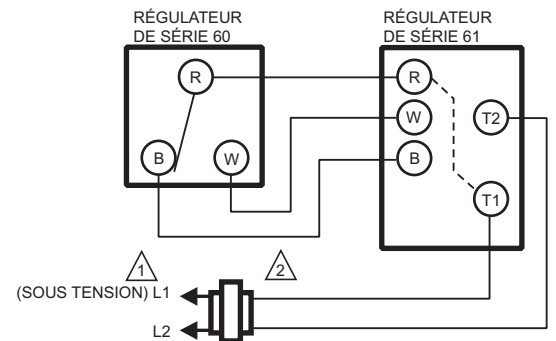 RÉGULATEUR
DE SÉRIE 60
RÉGULATEUR
DE SÉRIE 61
R
B
W
R
W
B
T2
T1
1
2
(SOUS TENSION) L1
L2